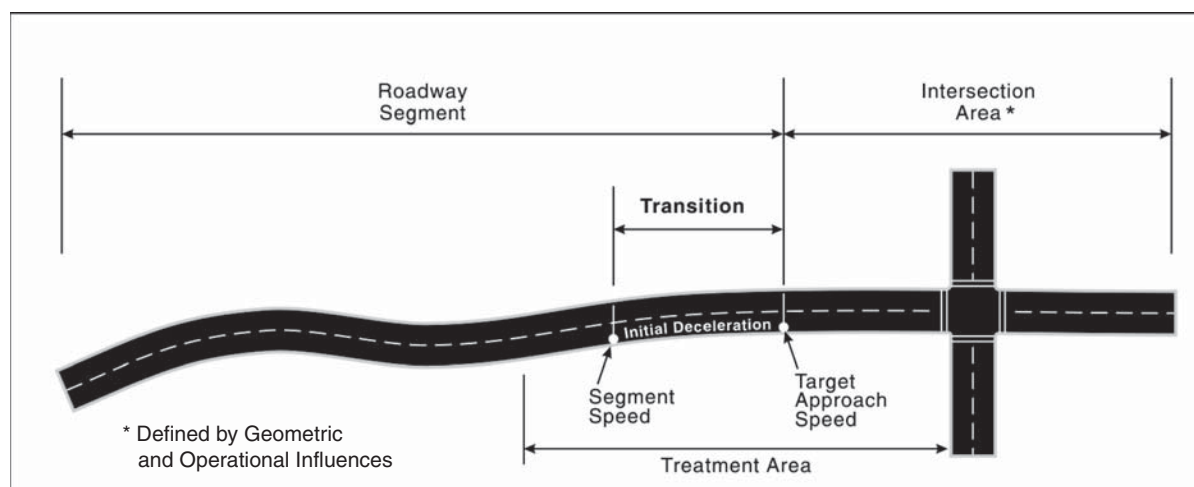 Roadway
Segment
Intersection
Area *
Transition
Initial Deceleration
Segment
Speed
Target
Approach
Speed
* Defined by Geometric
and Operational Influences
Treatment Area